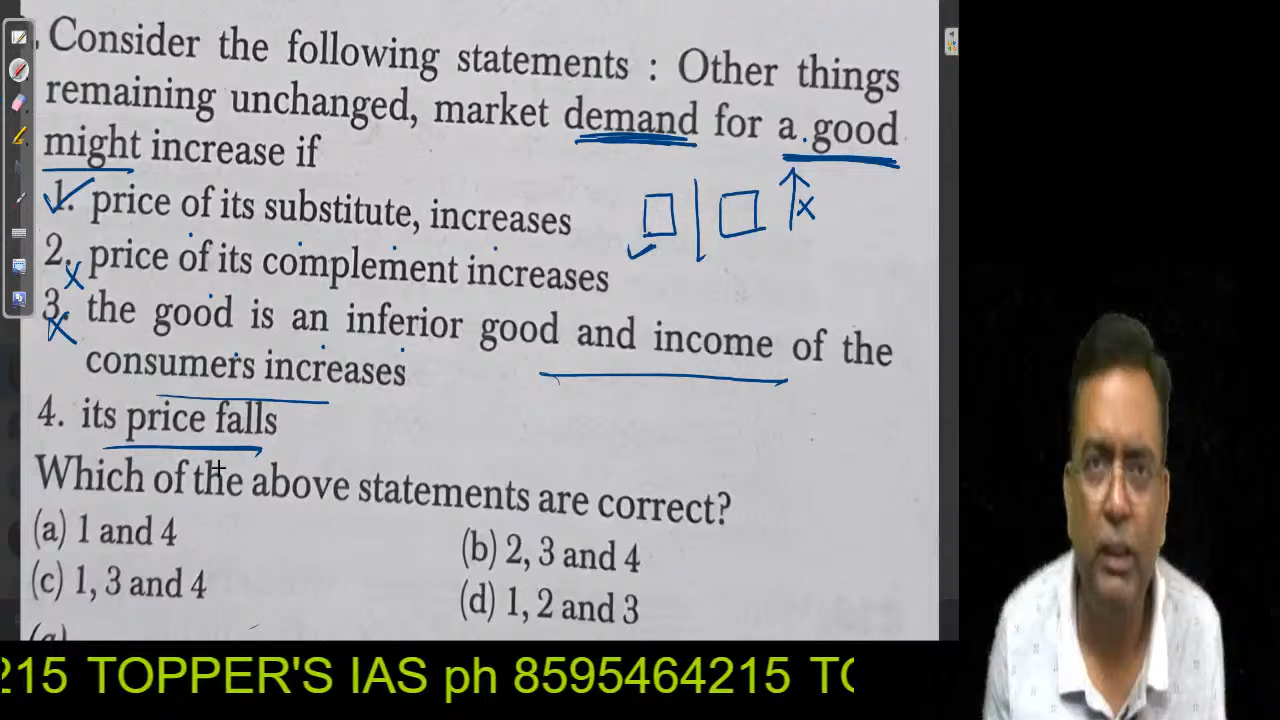 Consider the following statements : Other things
remaining unchanged, market demand for a good
might increase if
1. price of its substitute, increases
2. price of its complement increases
3. the good is an inferior good and income of the
consumers increases
4. its price falls
Which of the above statements are correct?
(a) 1 and 4
(b) 2, 3 and 4
(c) 1, 3 and 4
(d) 1, 2 and 3
215 TOPPER'S IAS ph 8595464215 TO